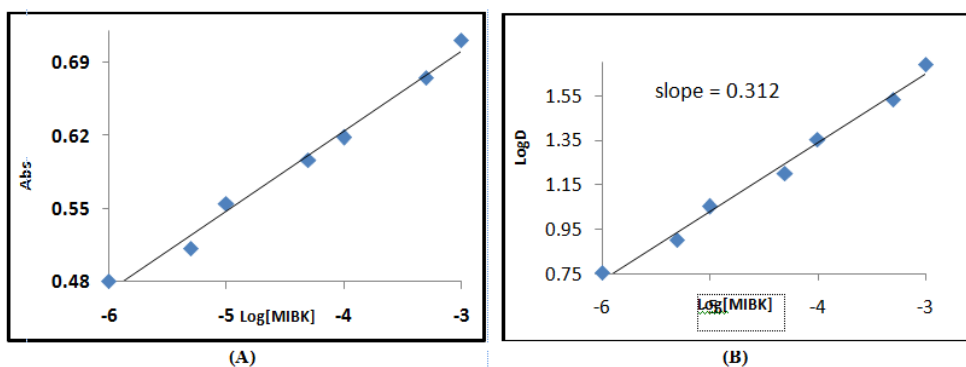 0.69
0.62
0.55
0.48
Abs
-6 -5 -4 -3
Log[MIBK]
(A)
slope = 0.312
1.55
1.35
1.15
0.95
0.75
LogD
-6 -5 -4 -3
Log[MIBK]
(B)